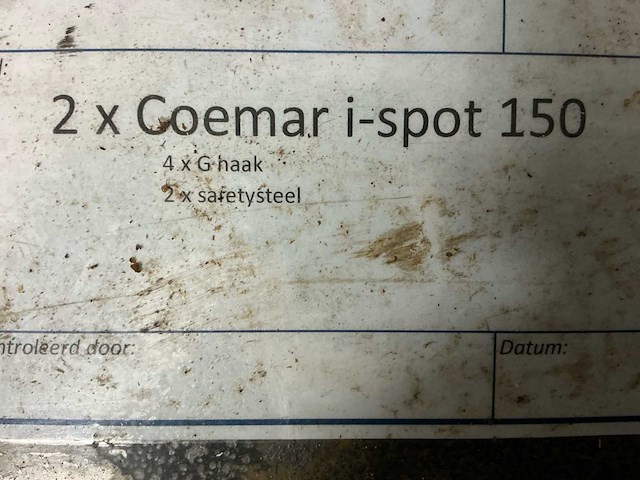 2 x Coemar i-spot 150
4 x G haak
2 x safetysteel
ntroleerd door:
Datum: